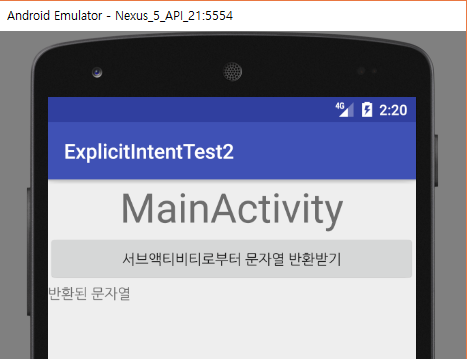 Android Emulator - Nexus_5_API_21:5554
4G 2:20
ExplicitIntentTest2
MainActivity
서브액티비티로부터 문자열 반환받기
반환된 문자열